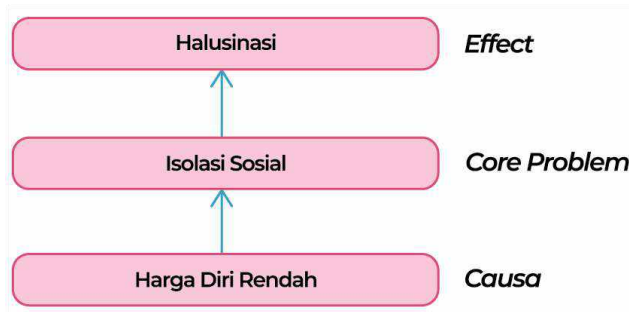 Halusinasi Effect
Isolasi Sosial Core Problem
Harga Diri Rendah Causa